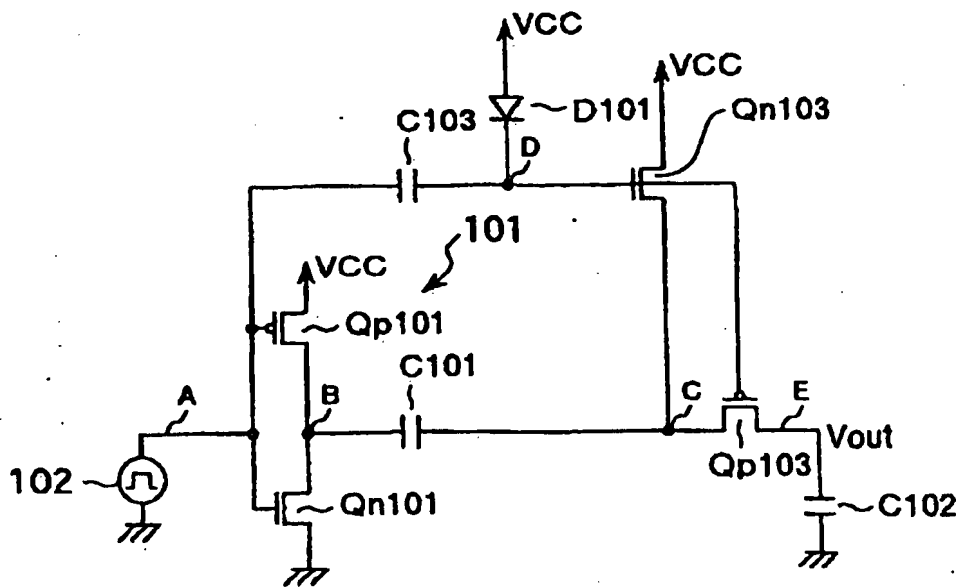 VCC
VCC
D101
Qn103
C103
D
101
VCC
Qp101
C101
A
B
C
E
Vout
Qp103
102
Qn101
C102